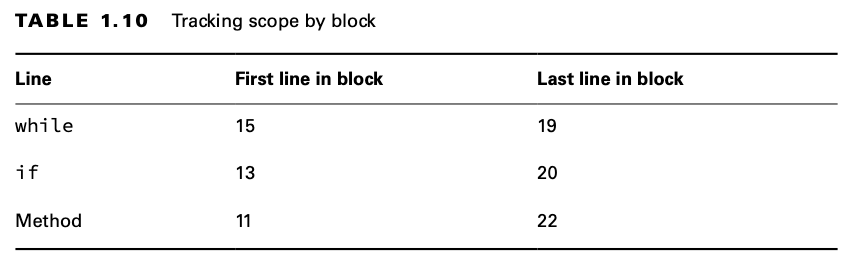 TABLE 1.10 Tracking scope by block
Line First line in block Last line in block
while 15 19
if 13 20
Method 11 22